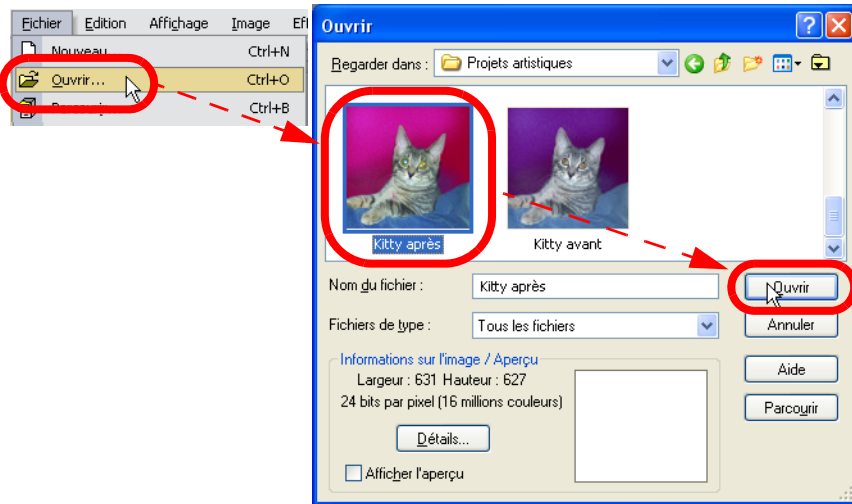 Fichier Edition Affichage Image Ef
Nouveau... Ctrl+N
Ouvrir... Ctrl+O
Ctrl+B
Ouvrir
Regarder dans : Projets artistiques
Kitty après Kitty avant
Nom du fichier : Kitty après Ouvrir
Fichiers de type : Tous les fichiers Annuler
Informations sur l'image / Aperçu
Largeur : 631 Hauteur : 627
24 bits par pixel (16 millions couleurs)
Détails...
Afficher l'aperçu
Aide
Parcourir